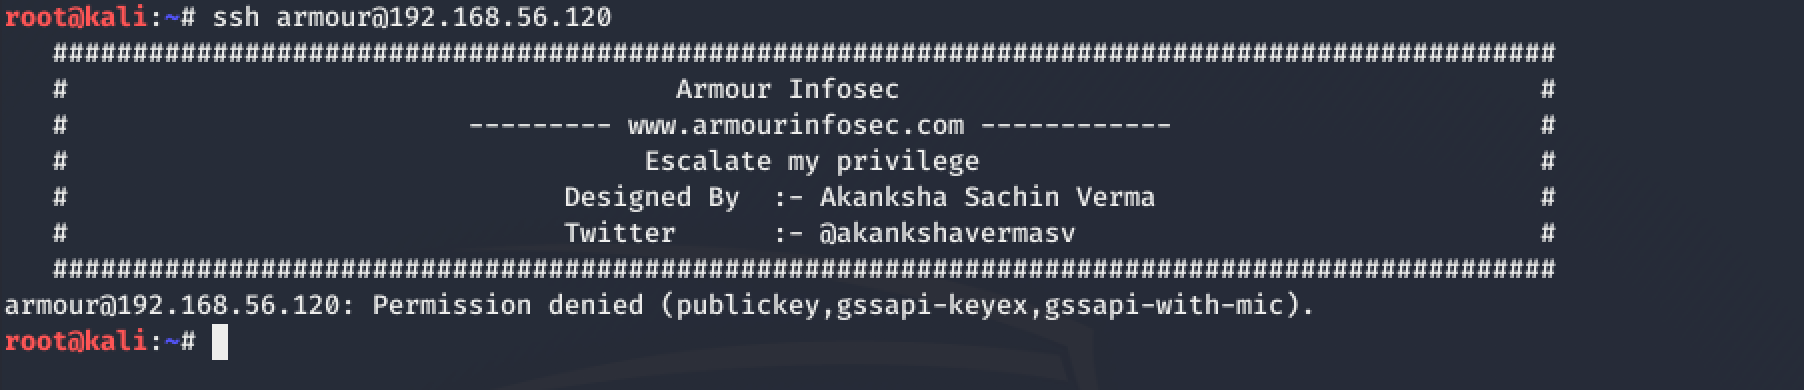 root@kali:~# ssh armour@192.168.56.120
##############################################################################################
# Armour Infosec #
# --------- www.armourinfosec.com ------------ #
# Escalate my privilege #
# Designed By :- Akanksha Sachin Verma #
# Twitter :- @akankshavermasv #
##############################################################################################
armour@192.168.56.120: Permission denied (publickey,gssapi-keyex,gssapi-with-mic).
root@kali:~#